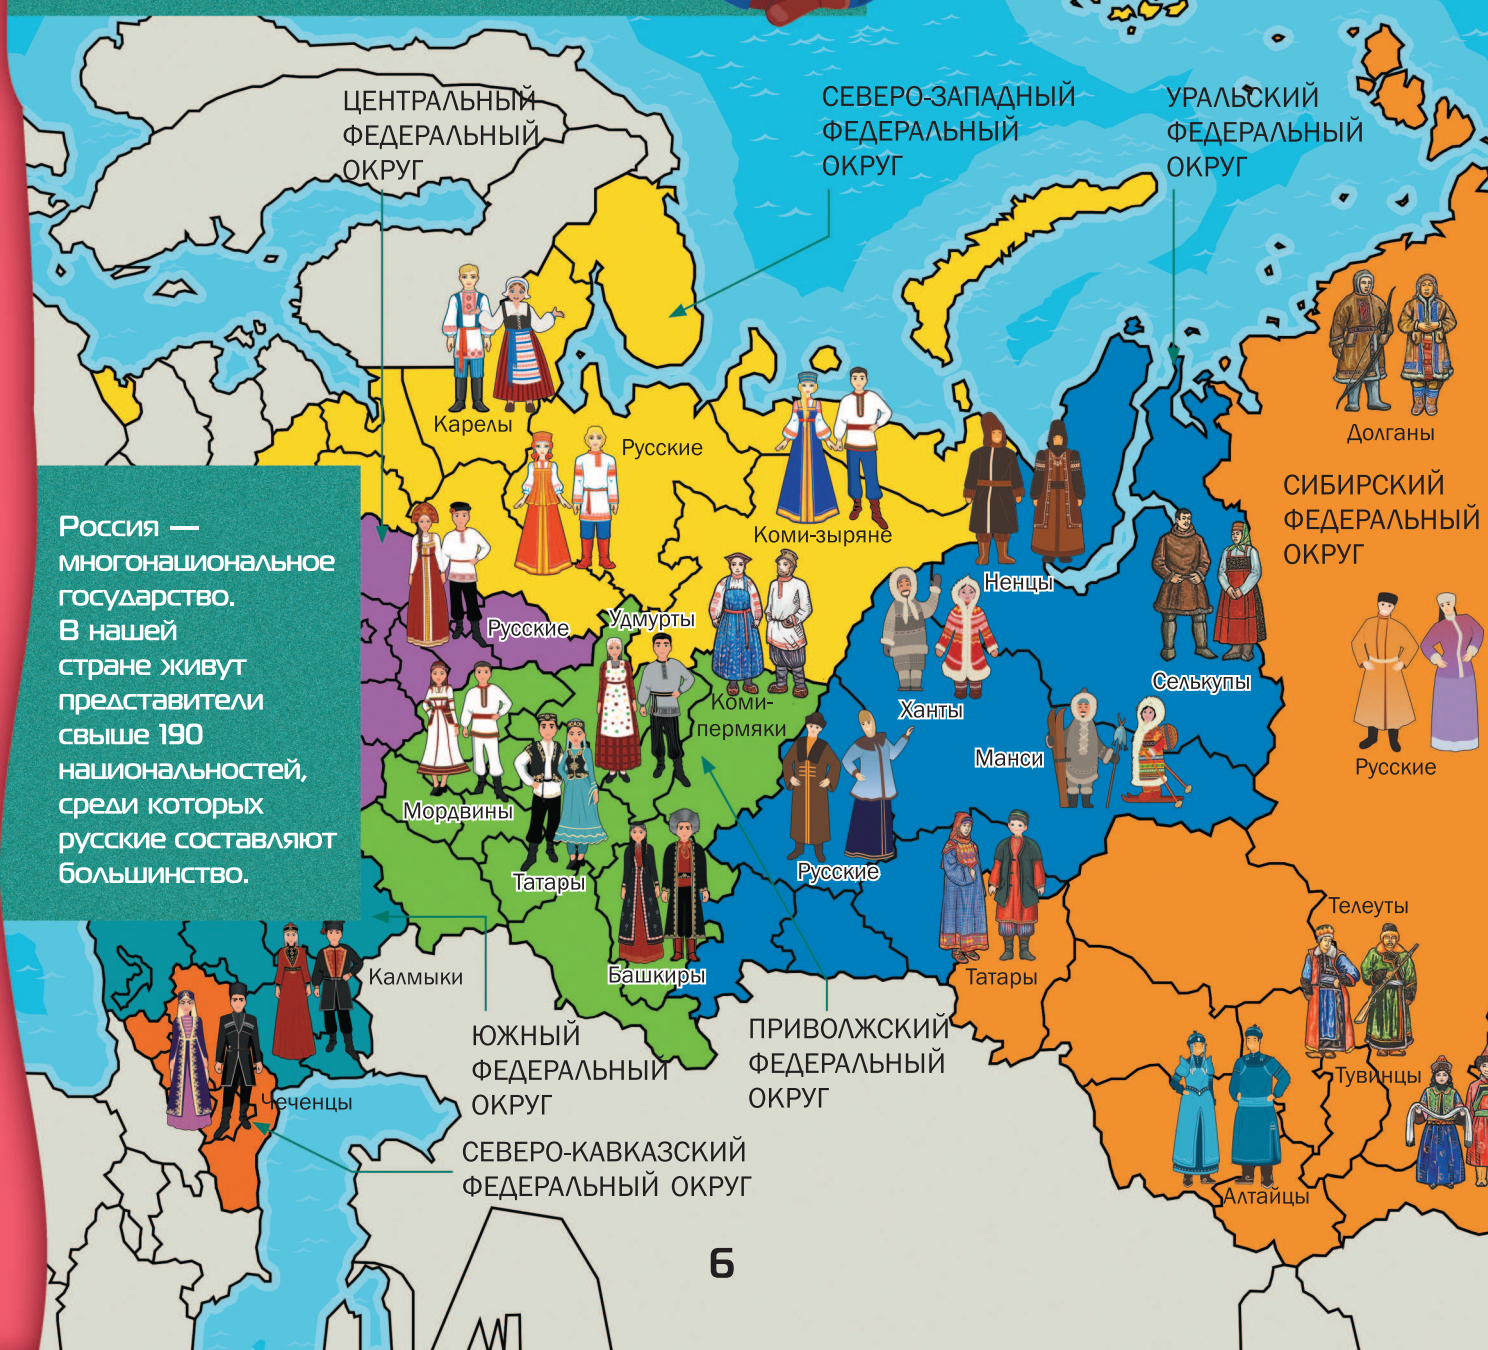 ЦЕНТРАЛЬНЫЙ
ФЕДЕРАЛЬНЫЙ
ОКРУГ
СЕВЕРО-ЗАПАДНЫЙ
ФЕДЕРАЛЬНЫЙ
ОКРУГ
УРАЛЬСКИЙ
ФЕДЕРАЛЬНЫЙ
ОКРУГ
Карелы
Русские
Коми-зыряне
Долганы
СИБИРСКИЙ
ФЕДЕРАЛЬНЫЙ
ОКРУГ
Россия —
многонациональное
государство.
В нашей
стране живут
представители
свыше 190
национальностей,
среди которых
русские составляют
большинство.
Ненцы
Русские
Удмурты
Селькупы
Коми-
пермяки
Ханты
Манси
Русские
Мордвины
Татары
Русские
Башкиры
Татары
Телеуты
Калмыки
ЮЖНЫЙ
ФЕДЕРАЛЬНЫЙ
ОКРУГ
ПРИВОЛЖСКИЙ
ФЕДЕРАЛЬНЫЙ
ОКРУГ
Тувинцы
Чеченцы
СЕВЕРО-КАВКАЗСКИЙ
ФЕДЕРАЛЬНЫЙ ОКРУГ
Алтайцы
6